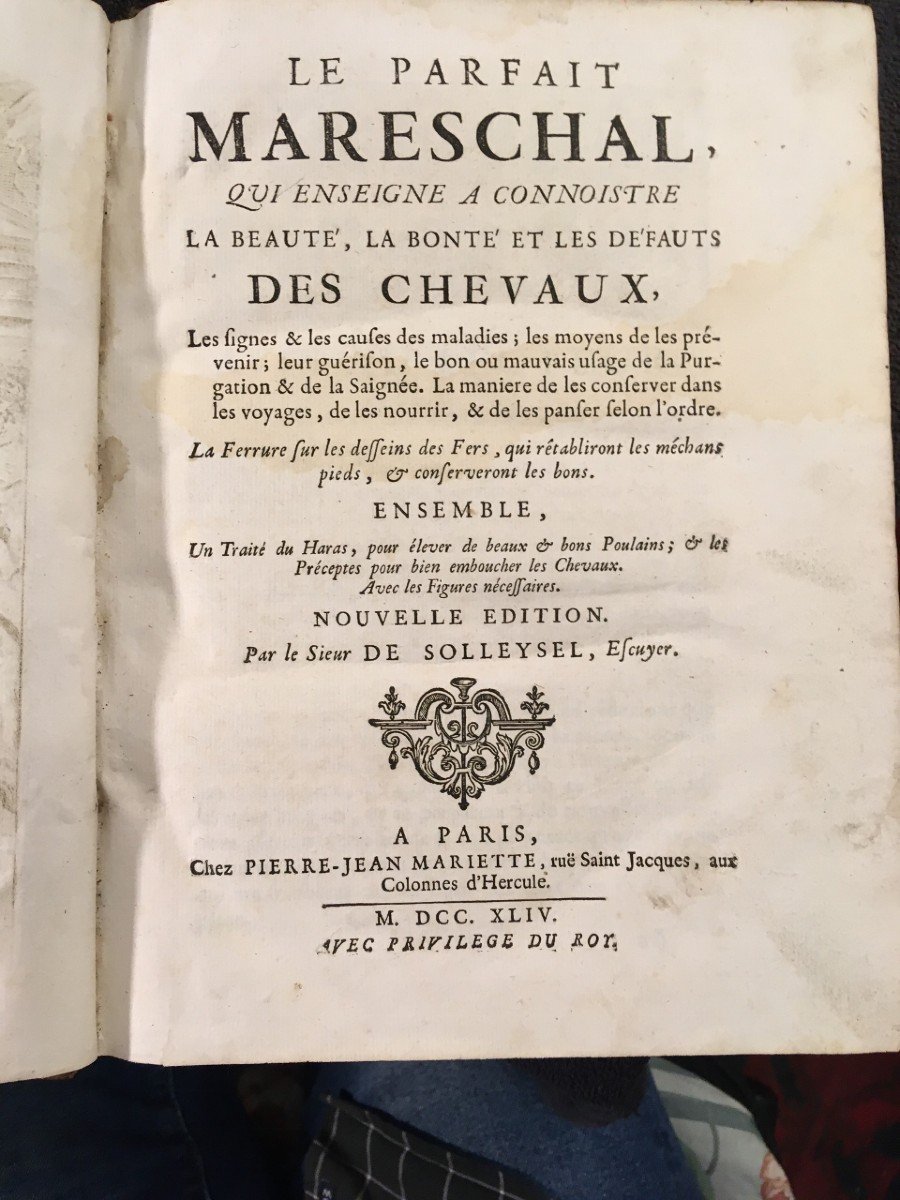 LE PARFAIT
MARESCHAL,
QUI ENSEIGNE A CONNOISTRE
LA BEAUTE', LA BONTE' ET LES DE'FAUTS
DES CHEVAUX,
Les ſignes & les cauſes des maladies ; les moyens de les pré-
venir ; leur guériſon, le bon ou mauvais uſage de la Pur-
gation & de la Saignée. La maniere de les conſerver dans
les voyages, de les nourrir, & de les panſer ſelon l'ordre.
La Ferrure ſur les deſſeins des Fers, qui rétabliront les méchans
pieds, & conſerveront les bons.
ENSEMBLE,
Un Traité du Haras, pour élever de beaux & bons Poulains ; & les
Préceptes pour bien emboucher les Chevaux.
Avec les Figures néceſſaires.
NOUVELLE EDITION.
Par le Sieur DE SOLLEYSEL, Eſcuyer.
A PARIS,
Chez PIERRE-JEAN MARIETTE, ruë Saint Jacques, aux
Colonnes d'Hercule.
M. DCC. XLIV.
AVEC PRIVILEGE DU ROY.